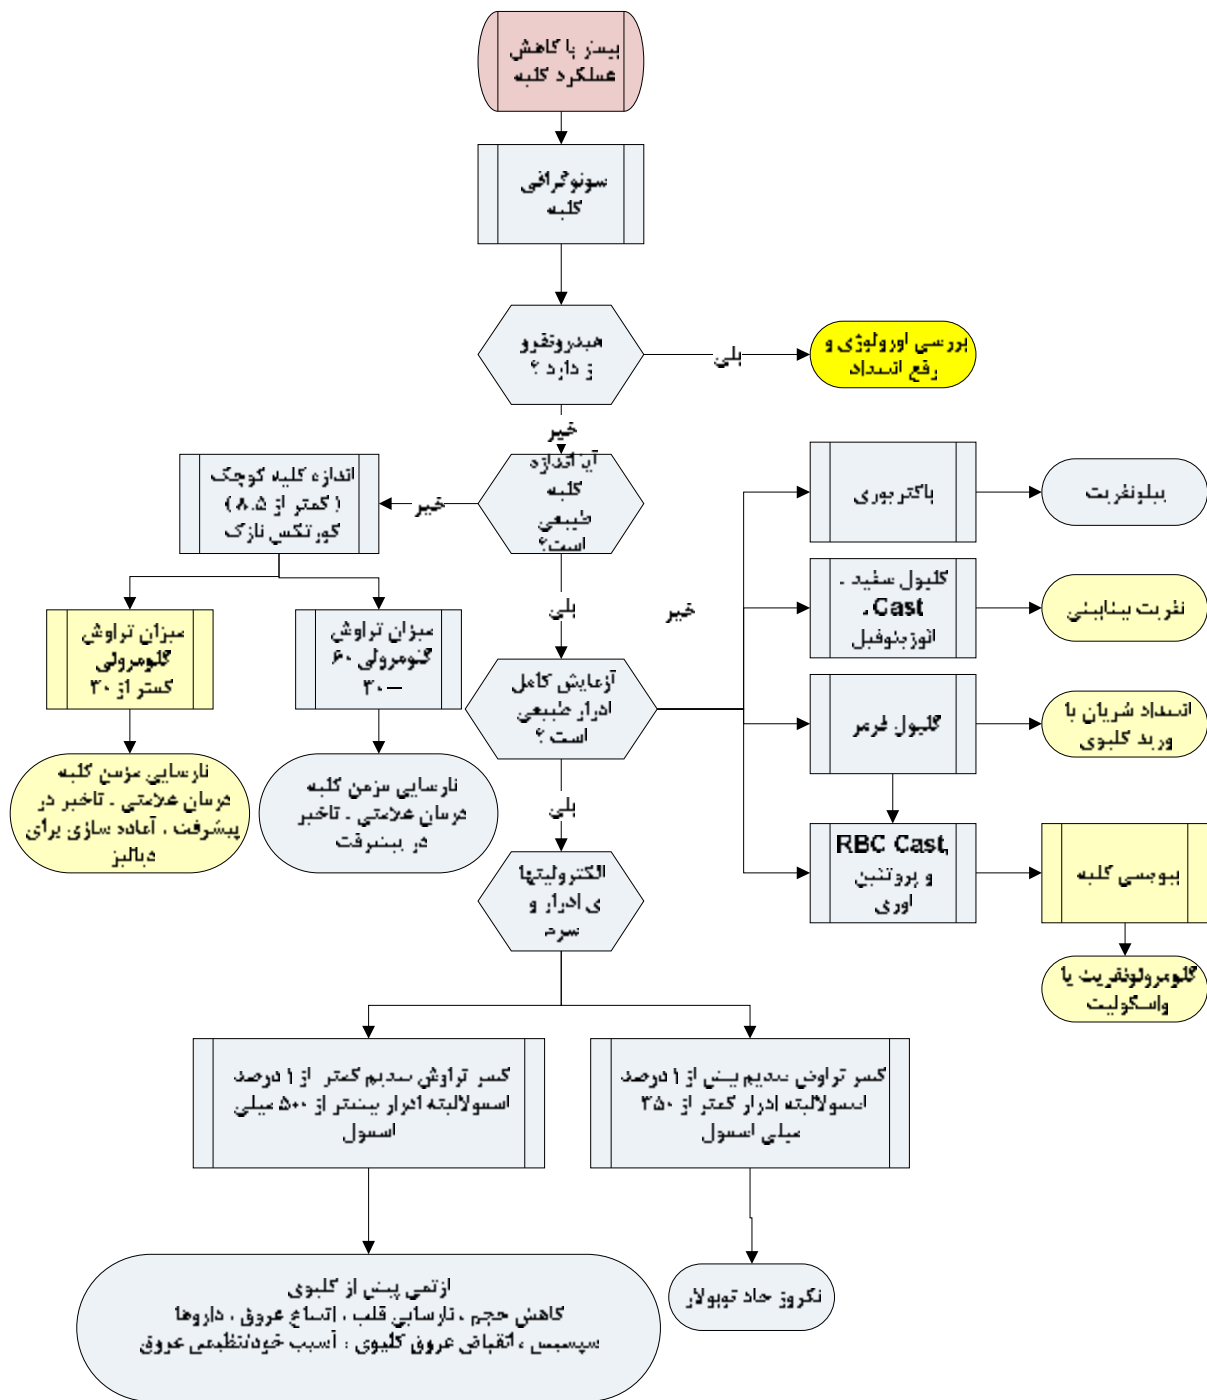 بیمار با کاهش
عملکرد کلیه
سونوگرافی
کلیه
هیدرونفرو
ز دارد ؟
بلی
بررسی اورولوژی و
رفع انسداد
خیر
آیا اندازه
کلیه
طبیعی
است؟
خیر
اندازه کلیه کوچک
( کمتر از ۸.۵ )
کورتکس نازک
میزان تراوش
گلومرولی
کمتر از ۳۰
میزان تراوش
گلومرولی ۶۰
—۳۰
نارسایی مزمن کلیه
درمان علامتی ـ تاخیر در
پیشرفت ، آماده سازی برای
دیالیز
نارسایی مزمن کلیه
درمان علامتی ـ تاخیر
در پیشرفت
بلی
آزمایش کامل
ادرار طبیعی
است ؟
خیر
باکتریوری
پیلونفریت
گلبول سفید ـ
Cast ،
ائوزینوفیل
نفریت بینابینی
گلبول قرمز
انسداد شریان یا
ورید کلیوی
RBC Cast,
و پروتئین
اوری
بیوپسی کلیه
گلومرولونفریت یا
واسکولیت
بلی
الکترولیتها
ی ادرار و
سرم
کسر تراوش سدیم کمتر از ۱ درصد
اسمولالیته ادرار بیشتر از ۵۰۰ میلی
اسمول
کسر تراوش سدیم بیش از ۱ درصد
اسمولالیته ادرار کمتر از ۳۵۰
میلی اسمول
ازتمی پیش از کلیوی
کاهش حجم ، نارسایی قلب ، اتساع عروق ، داروها
سپسیس ، انقباض عروق کلیوی ، آسیب خودتنظیمی عروق
نکروز حاد توبولار